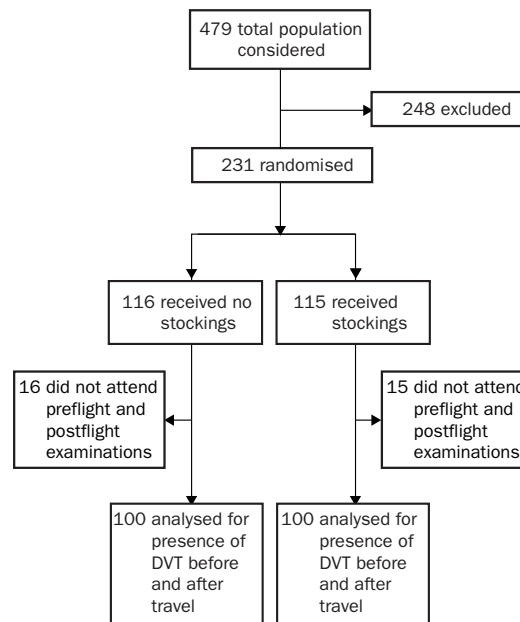 479 total population
considered
248 excluded
231 randomised
116 received no
stockings
115 received
stockings
16 did not attend
preflight and
postflight
examinations
15 did not attend
preflight and
postflight
examinations
100 analysed for
presence of
DVT before
and after
travel
100 analysed for
presence of
DVT before
and after
travel